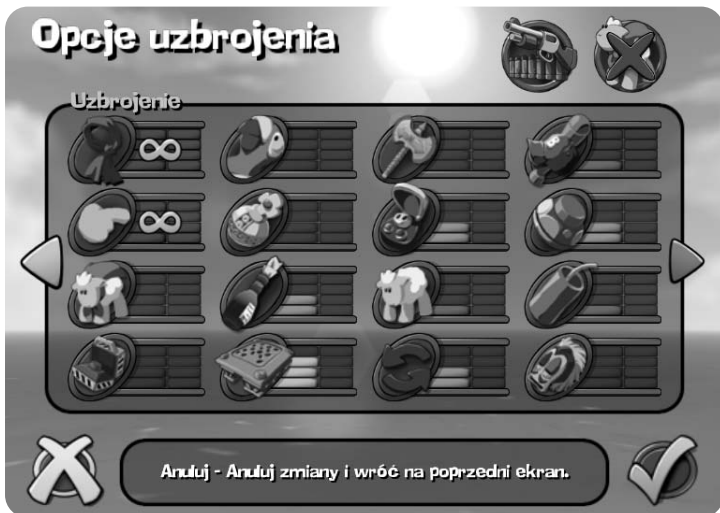 Opcje uzbrojenia
Uzbrojenie
∞
∞
Anuluj - Anuluj zmiany i wróć na poprzedni ekran.